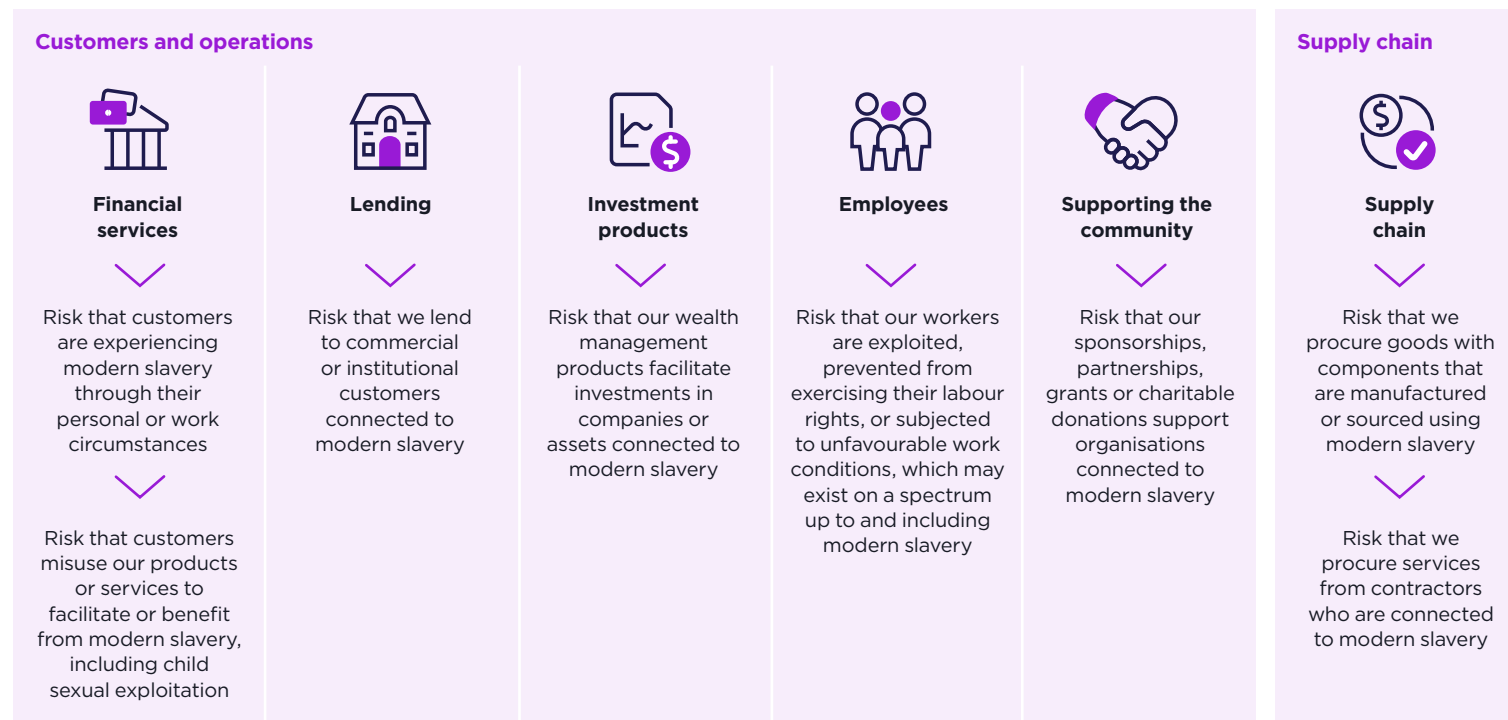 Customers and operations
Financial
services
Risk that customers
are experiencing
modern slavery
through their
personal or work
circumstances
Risk that customers
misuse our products
or services to
facilitate or benefit
from modern slavery,
including child
sexual exploitation
Lending
Risk that we lend
to commercial
or institutional
customers
connected to
modern slavery
Investment
products
Risk that our wealth
management
products facilitate
investments in
companies or
assets connected to
modern slavery
Employees
Risk that our workers
are exploited,
prevented from
exercising their labour
rights, or subjected
to unfavourable work
conditions, which may
exist on a spectrum
up to and including
modern slavery
Supporting the
community
Risk that our
sponsorships,
partnerships,
grants or charitable
donations support
organisations
connected to
modern slavery
Supply chain
Supply
chain
Risk that we
procure goods with
components that
are manufactured
or sourced using
modern slavery
Risk that we
procure services
from contractors
who are connected
to modern slavery